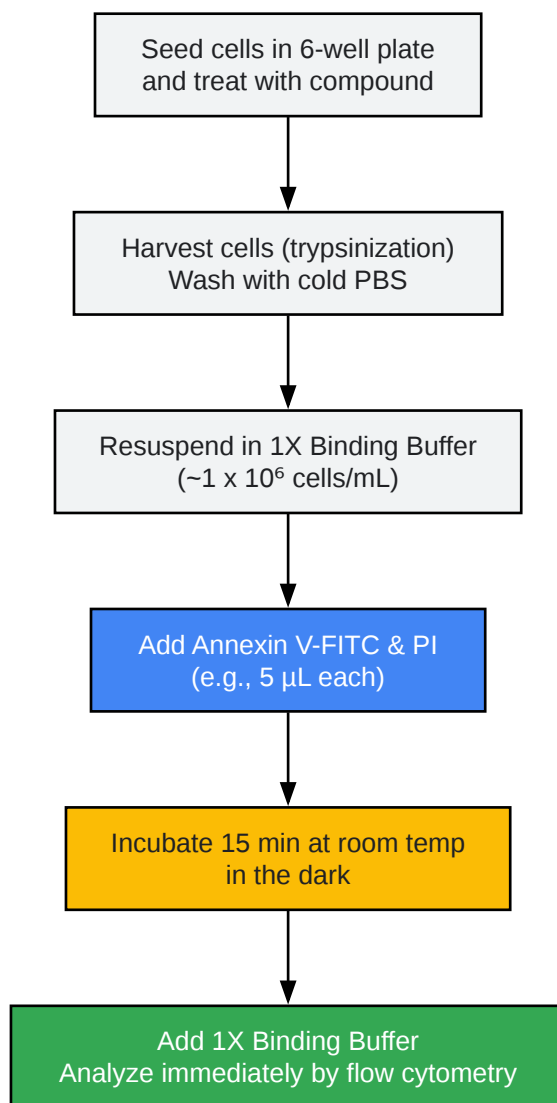 Seed cells in 6-well plate
and treat with compound
Harvest cells (trypsinization)
Wash with cold PBS
Resuspend in 1X Binding Buffer
(~1 x 10⁶ cells/mL)
Add Annexin V-FITC & PI
(e.g., 5 µL each)
Incubate 15 min at room temp
in the dark
Add 1X Binding Buffer
Analyze immediately by flow cytometry